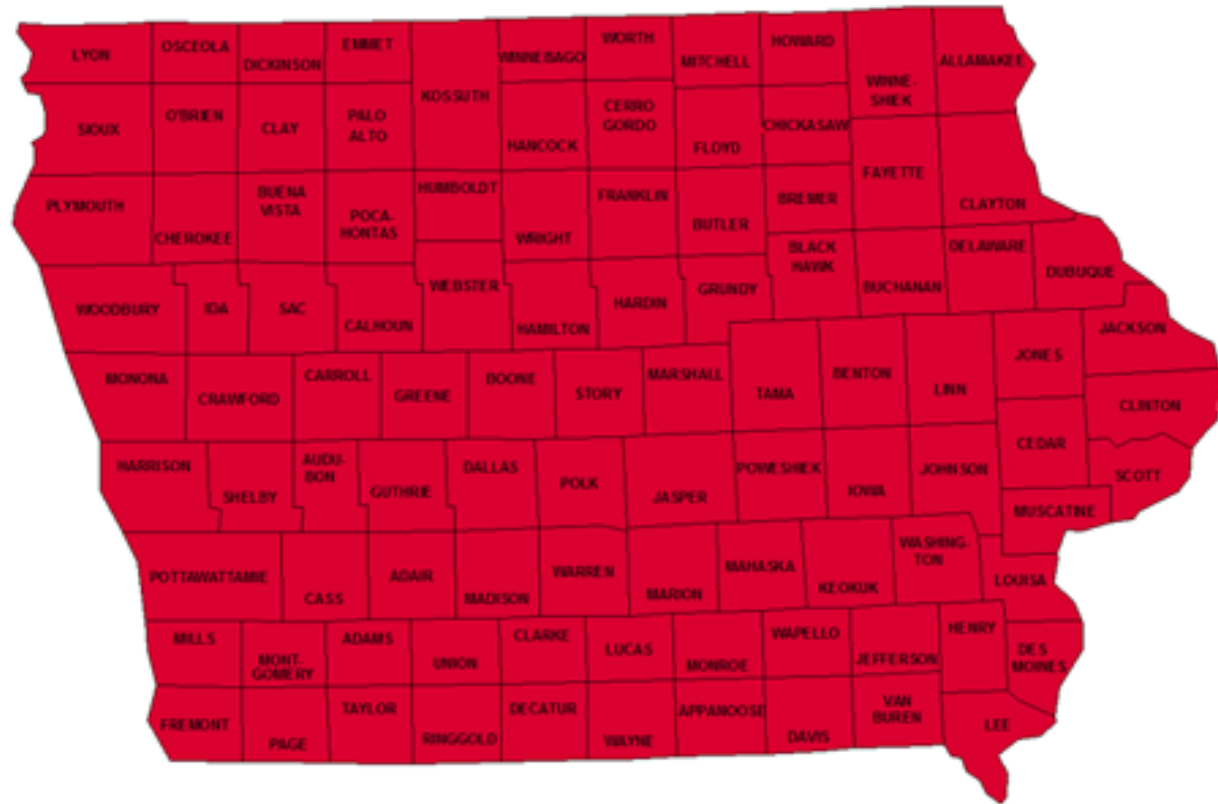 LYON
OSCEOLA
DICKINSON
EMMET
KOSSUTH
WINNEBAGO
WORTH
MITCHELL
HOWARD
WINNE-
SHIEK
ALLAMAKEE
SIOUX
O'BRIEN
CLAY
PALO
ALTO
HANCOCK
CERRO
GORDO
FLOYD
CHICKASAW
FAYETTE
CLAYTON
PLYMOUTH
CHEROKEE
BUENA
VISTA
POCA-
HONTAS
HUMBOLDT
WRIGHT
FRANKLIN
BUTLER
BREMER
BLACK
HAWK
BUCHANAN
DELAWARE
DUBUQUE
WOODBURY
IDA
SAC
CALHOUN
WEBSTER
HAMILTON
HARDIN
GRUNDY
JACKSON
MONONA
CRAWFORD
CARROLL
GREENE
BOONE
STORY
MARSHALL
TAMA
BENTON
LINN
JONES
CLINTON
CEDAR
SCOTT
HARRISON
SHELBY
AUDU-
BON
GUTHRIE
DALLAS
POLK
JASPER
POWESHIEK
IOWA
JOHNSON
MUSCATINE
POTTAWATTAMIE
CASS
ADAIR
MADISON
WARREN
MARION
MAHASKA
KEOKUK
WASHING-
TON
LOUISA
MILLS
MONT-
GOMERY
ADAMS
UNION
CLARKE
LUCAS
MONROE
WAPELLO
JEFFERSON
HENRY
DES
MOINES
FREMONT
PAGE
TAYLOR
RINGGOLD
DECATUR
WAYNE
APPANOOSE
DAVIS
VAN
BUREN
LEE